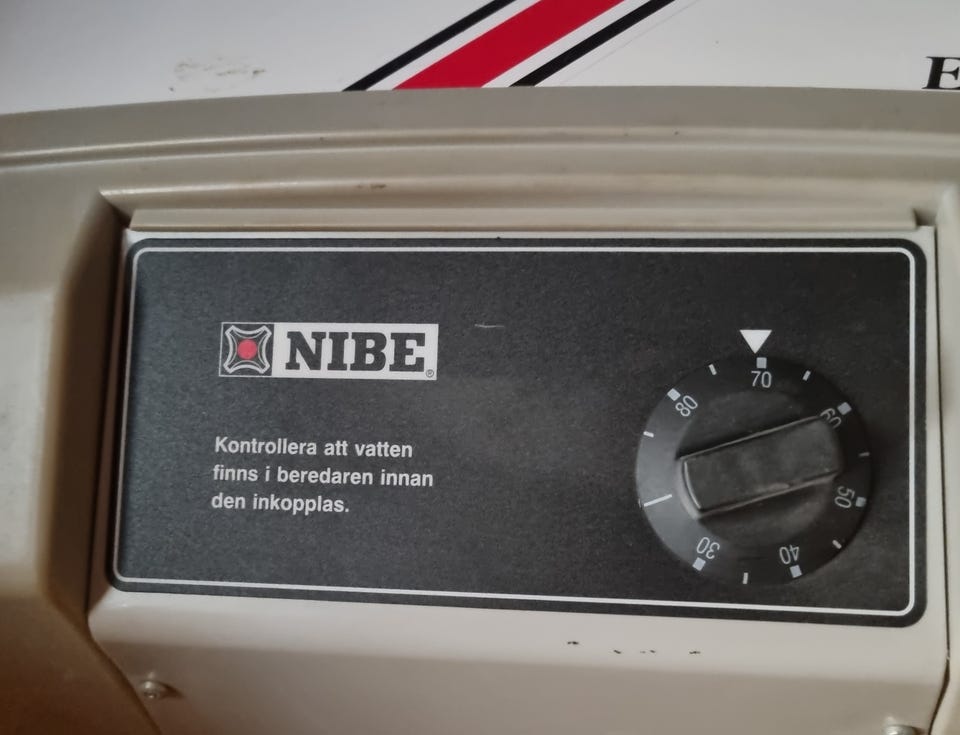 E
NIBE®
Kontrollera att vatten
finns i beredaren innan
den inkopplas.
70
80
60
50
30
40